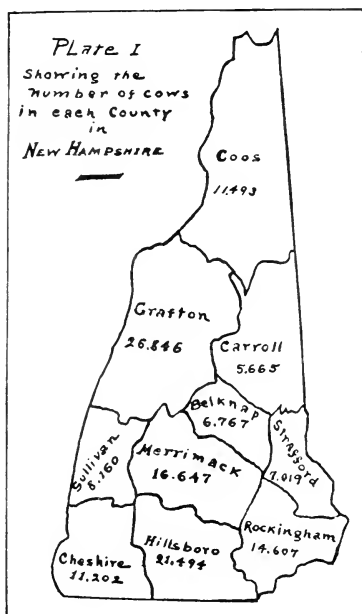 PLATE I
Showing the
number of cows
in each County
in
NEW HAMPSHIRE
Coos
11.493
Grafton
26.846
Carroll
5.665
Belknap
6.767
Strafford
7.019
Sullivan
8.160
Merrimack
16.647
Rockingham
14.607
Hillsboro
21.494
Cheshire
11.202